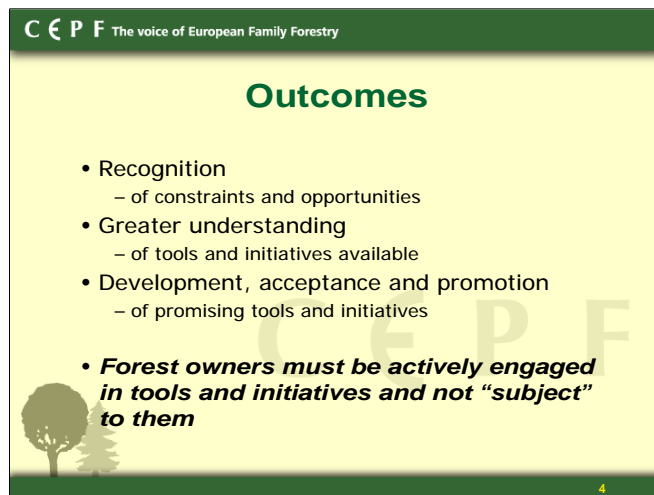 C € P F The voice of European Family Forestry
Outcomes
• Recognition
– of constraints and opportunities
• Greater understanding
– of tools and initiatives available
• Development, acceptance and promotion
– of promising tools and initiatives
C € P F
• Forest owners must be actively engaged
in tools and initiatives and not “subject”
to them
4